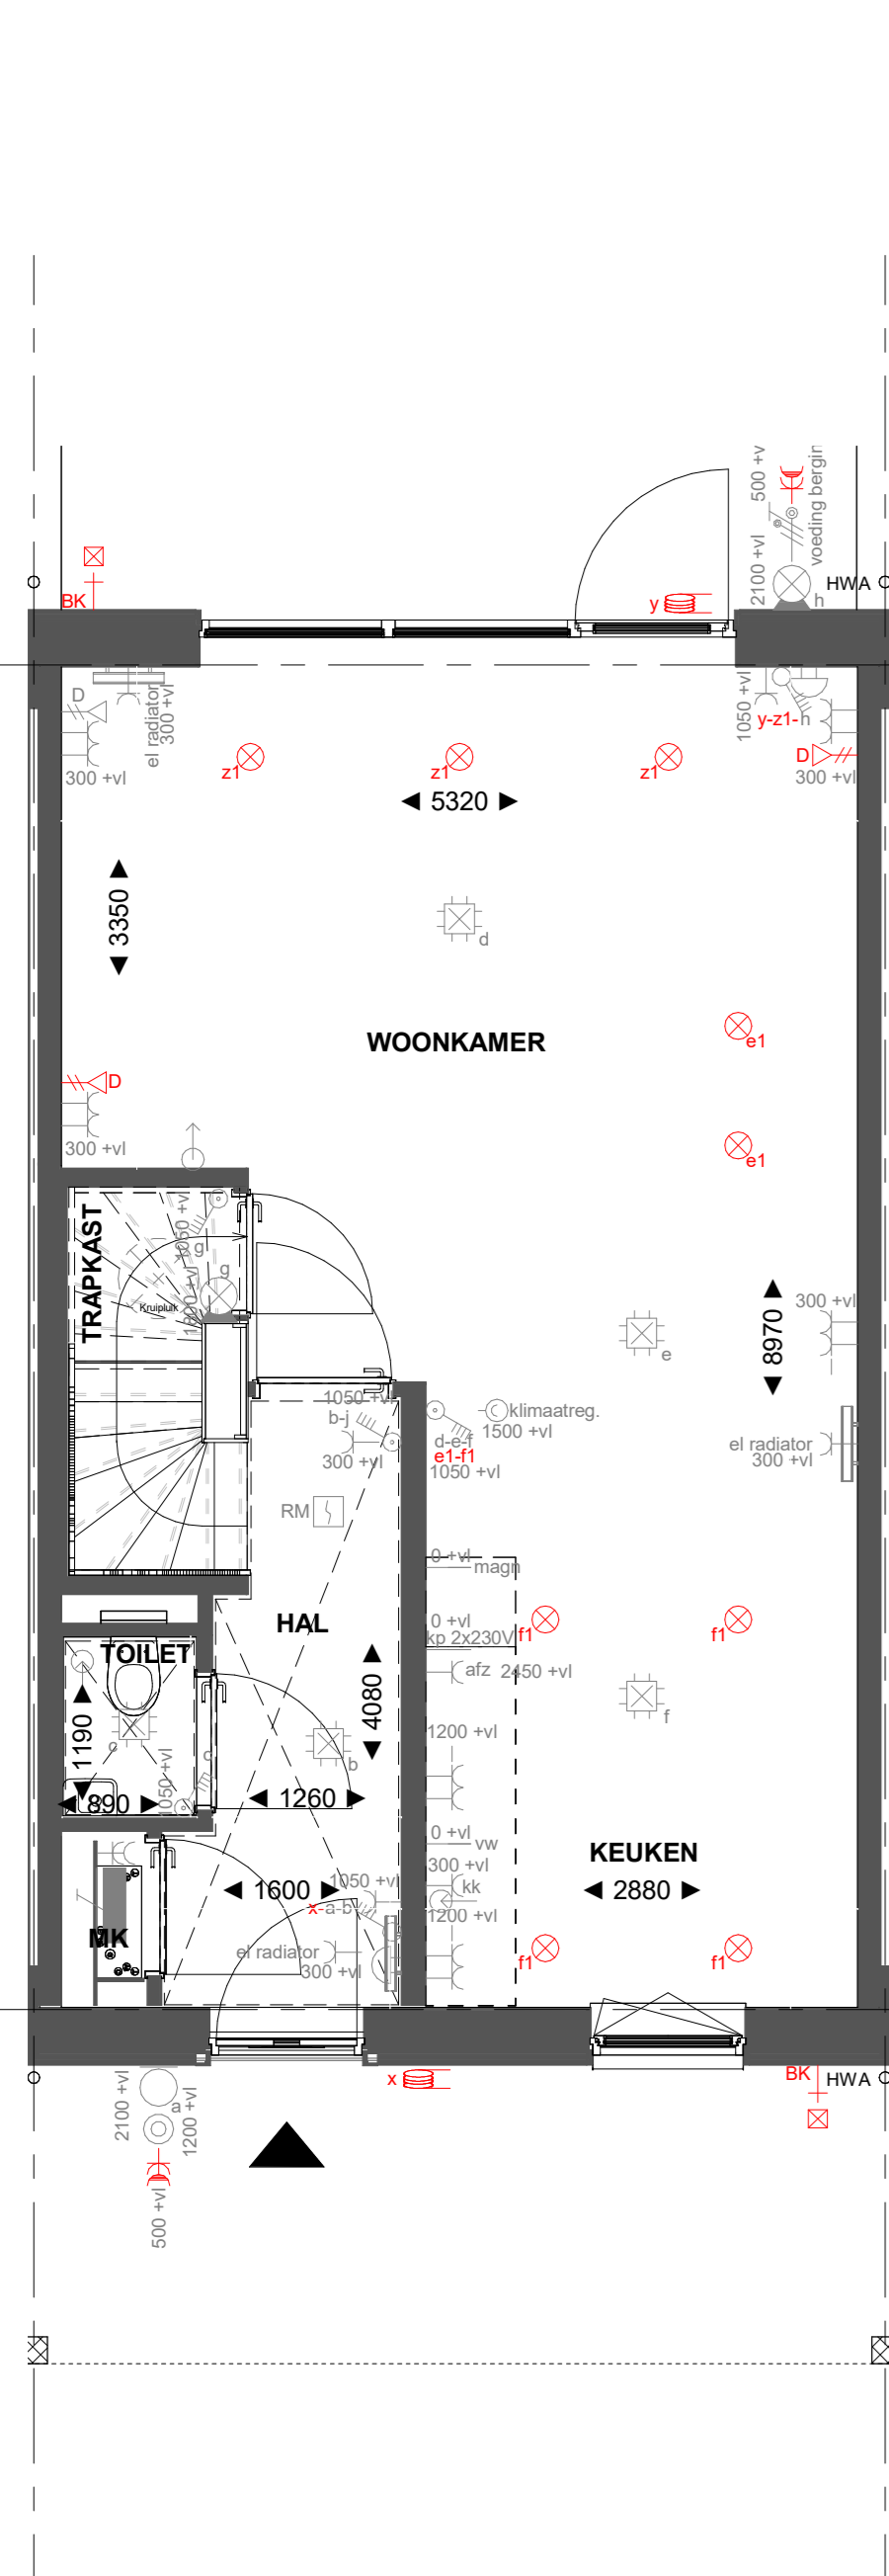 500 +v
voeding bergin
2100 +vl
HWA
h
BK
y
D
el radiator
300 +vl
300 +vl
1050 +vl
y-z1-h
D
300 +vl
z1
z1
z1
5320
3350
d
WOONKAMER
e1
D
300 +vl
e1
TRAPKAST
1050 +vl
g
g
Kruipluik
300 +vl
8970
e
1050 +vl
b-j
300 +vl
klimaatreg.
1500 +vl
d-e-f
e1-f1
1050 +vl
el radiator
300 +vl
RM
0 +vl
magn
HAL
0 +vl
kp 2x230V
f1
f1
TOILET
afz
2450 +vl
4080
1190
c
c
b
f
1200 +vl
1050 +vl
890
1260
0 +vl
vw
KEUKEN
300 +vl
kk
2880
1050 +vl
1600
x-a-b
1200 +vl
MK
el radiator
300 +vl
f1
f1
x
BK
HWA
2100 +vl
a
1200 +vl
500 +vl